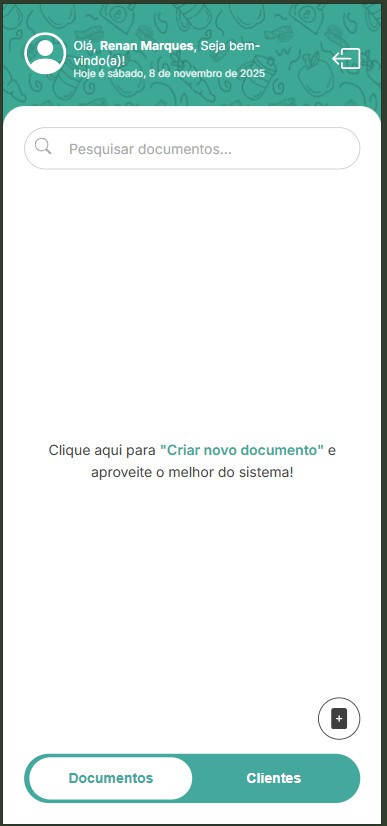 Olá, Renan Marques, Seja bem-
vindo(a)!
Hoje é sábado, 8 de novembro de 2025
Pesquisar documentos...
Clique aqui para "Criar novo documento" e
aproveite o melhor do sistema!
Documentos
Clientes